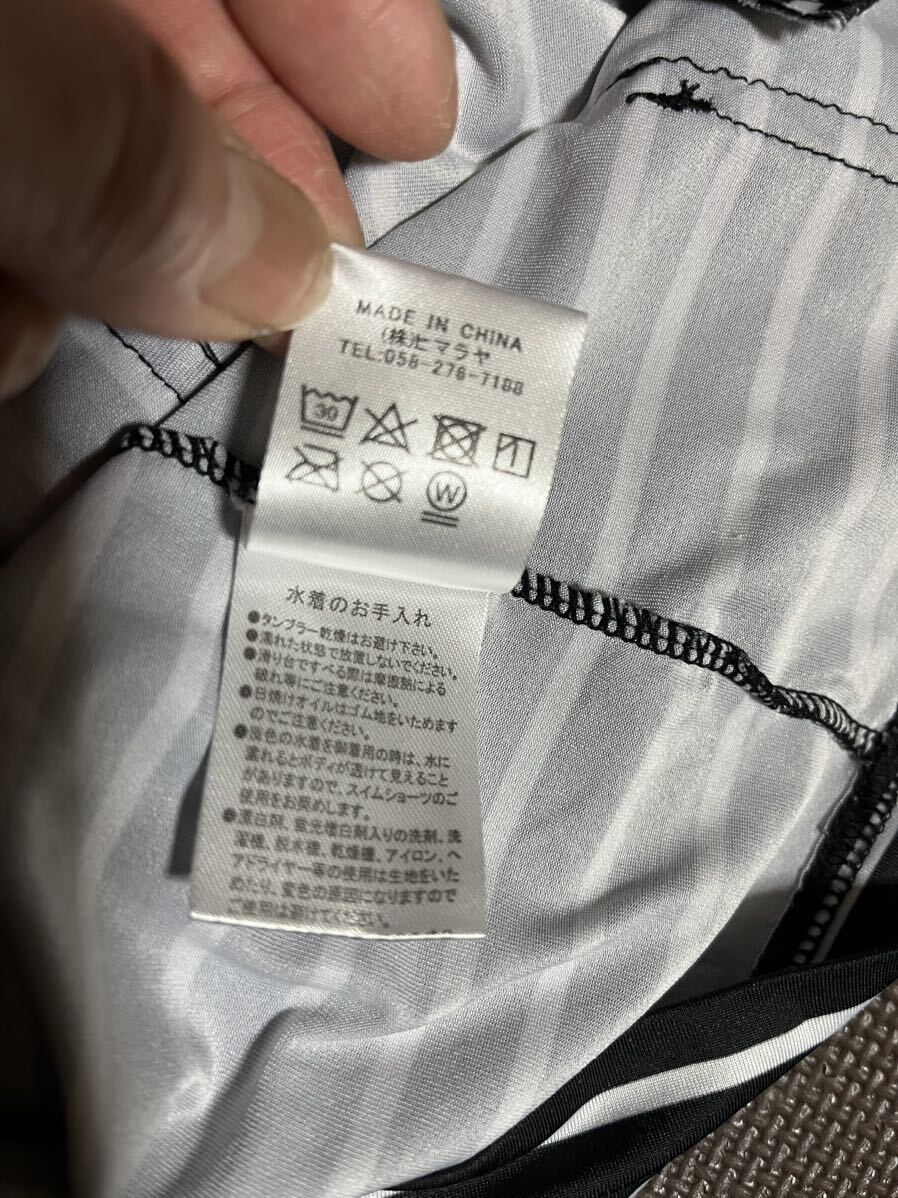 MADE IN CHINA
(株)ヒマラヤ
TEL:058-276-7188
30
W
水着のお手入れ
●タンブラー乾燥はお避け下さい。
●濡れた状態で放置しないでください。
●滑り台ですべる際は摩擦熱による
破れ等にご注意ください。
●日焼けオイルはゴム地をいためます
のでご注意ください。
●淡色の水着を御着用の時は、水に
濡れるとボディが透けて見えること
がありますので、スイムショーツのご
使用をお奨めします。
●漂白剤、蛍光増白剤入りの洗剤、洗
濯機、脱水機、乾燥機、アイロン、ヘ
アドライヤー等の使用は生地をいた
めたり、変色の原因になりますので
ご使用は避けてください。